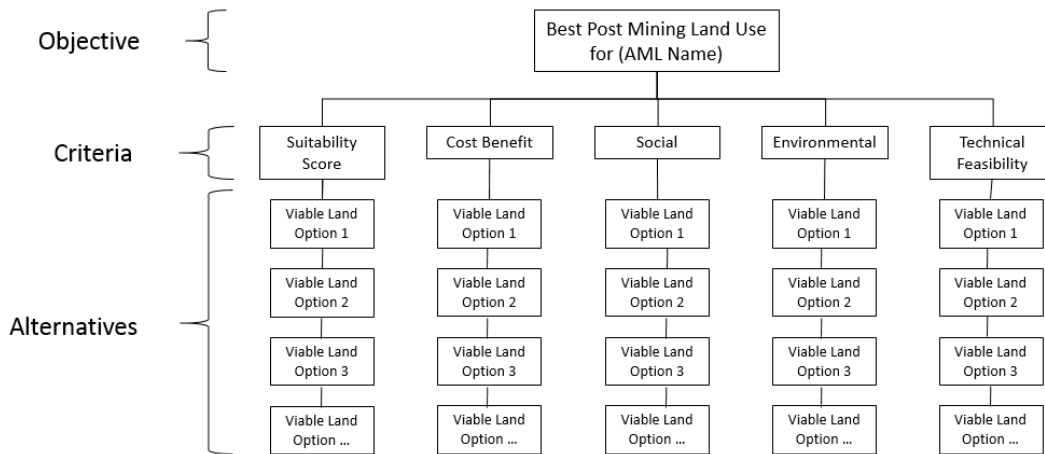 Objective
Best Post Mining Land Use
for (AML Name)
Criteria
Suitability
Score
Cost Benefit
Social
Environmental
Technical
Feasibility
Alternatives
Viable Land
Option 1
Viable Land
Option 1
Viable Land
Option 1
Viable Land
Option 1
Viable Land
Option 1
Viable Land
Option 2
Viable Land
Option 2
Viable Land
Option 2
Viable Land
Option 2
Viable Land
Option 2
Viable Land
Option 3
Viable Land
Option 3
Viable Land
Option 3
Viable Land
Option 3
Viable Land
Option 3
Viable Land
Option ...
Viable Land
Option ...
Viable Land
Option ...
Viable Land
Option ...
Viable Land
Option ...